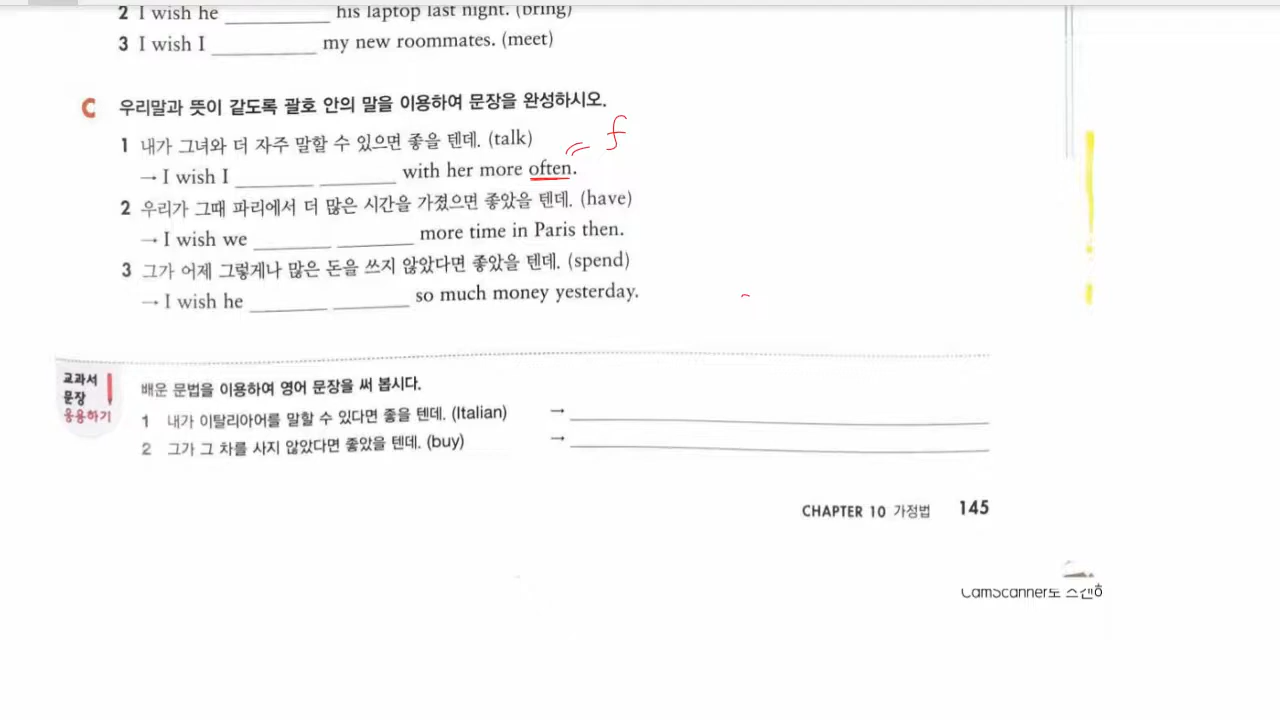 2 I wish he __________ his laptop last night. (bring)
3 I wish I __________ my new roommates. (meet)
C 우리말과 뜻이 같도록 괄호 안의 말을 이용하여 문장을 완성하시오.
f
1 내가 그녀와 더 자주 말할 수 있으면 좋을 텐데. (talk)
→ I wish I ________ ________ with her more often.
2 우리가 그때 파리에서 더 많은 시간을 가졌으면 좋았을 텐데. (have)
→ I wish we ________ ________ more time in Paris then.
3 그가 어제 그렇게나 많은 돈을 쓰지 않았다면 좋았을 텐데. (spend)
→ I wish he ________ ________ so much money yesterday.
교과서
문장
응용하기
배운 문법을 이용하여 영어 문장을 써 봅시다.
1 내가 이탈리아어를 말할 수 있다면 좋을 텐데. (Italian) → ____________________
2 그가 그 차를 사지 않았다면 좋았을 텐데. (buy) → ____________________
CHAPTER 10 가정법 145
CamScanner로 스캔하